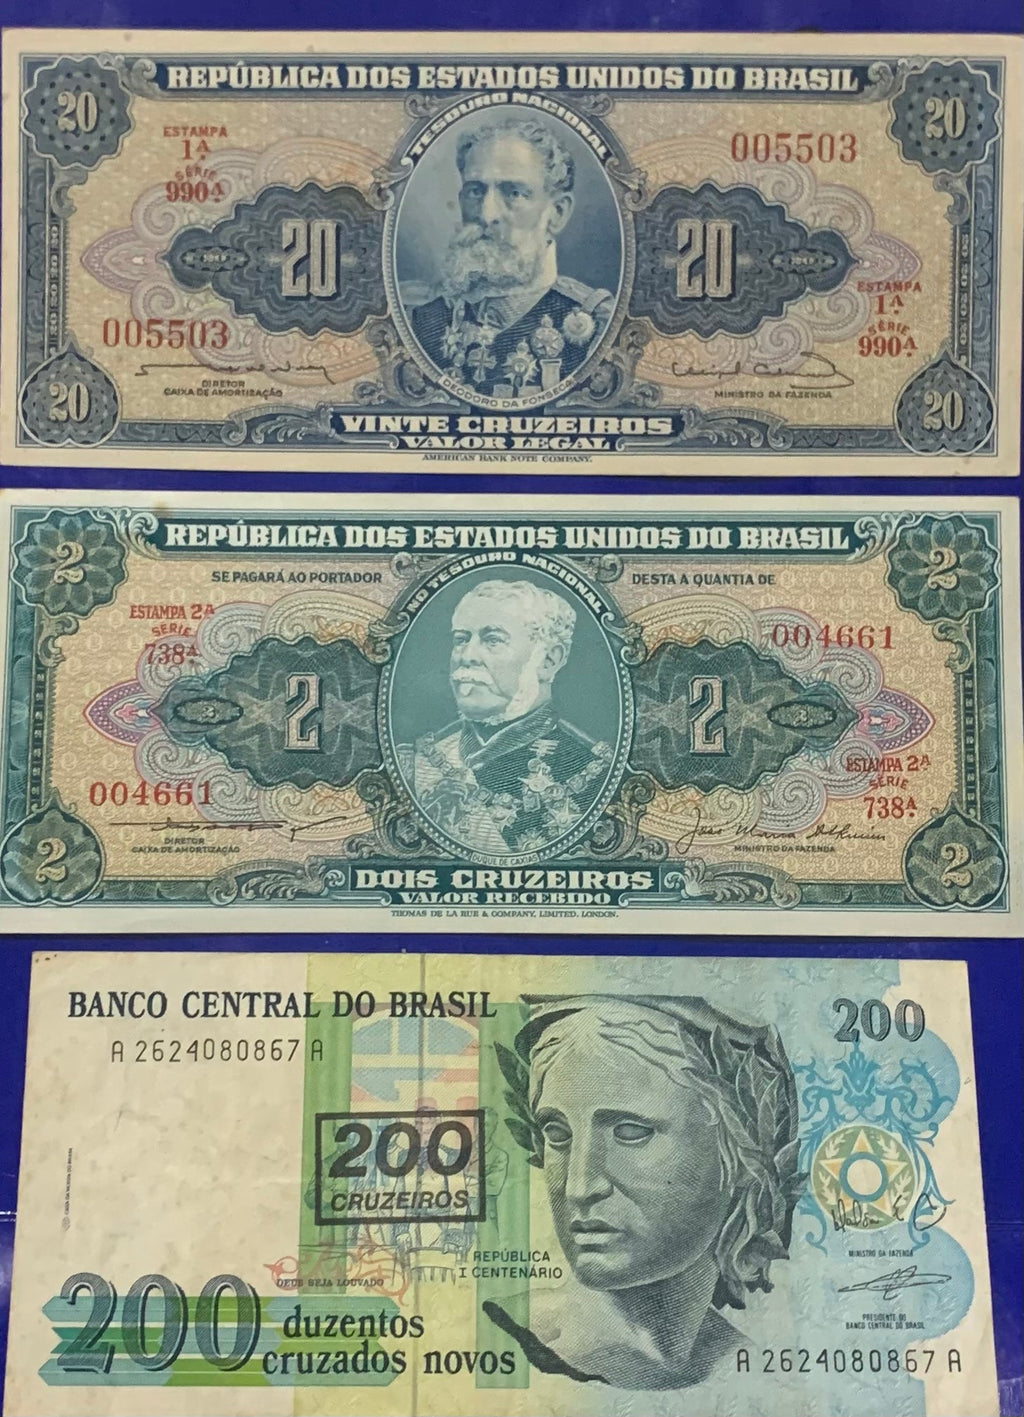 REPÚBLICA DOS ESTADOS UNIDOS DO BRASIL
TESOURO NACIONAL
20
20
ESTAMPA
1ª
SÉRIE
990ª
005503
20
20
ESTAMPA
1ª
SÉRIE
990ª
005503
DIRETOR
CAIXA DE AMORTIZAÇÃO
MINISTRO DA FAZENDA
DEODORO DA FONSECA
20
20
VINTE CRUZEIROS
VALOR LEGAL
AMERICAN BANK NOTE COMPANY.
REPÚBLICA DOS ESTADOS UNIDOS DO BRASIL
2
2
SE PAGARÁ AO PORTADOR
NO TESOURO NACIONAL
DESTA A QUANTIA DE
ESTAMPA 2ª
SÉRIE
738ª
004661
2
2
ESTAMPA 2ª
SÉRIE
738ª
004661
DIRETOR
CAIXA DE AMORTIZAÇÃO
MINISTRO DA FAZENDA
DUQUE DE CAXIAS
2
2
DOIS CRUZEIROS
VALOR RECEBIDO
THOMAS DE LA RUE & COMPANY, LIMITED. LONDON.
BANCO CENTRAL DO BRASIL
200
A 2624080867 A
200
CRUZEIROS
CASA DA MOEDA DO BRASIL
REPÚBLICA
I CENTENÁRIO
DEUS SEJA LOUVADO
MINISTRO DA FAZENDA
PRESIDENTE DO
BANCO CENTRAL DO BRASIL
200 duzentos
cruzados novos
A 2624080867 A